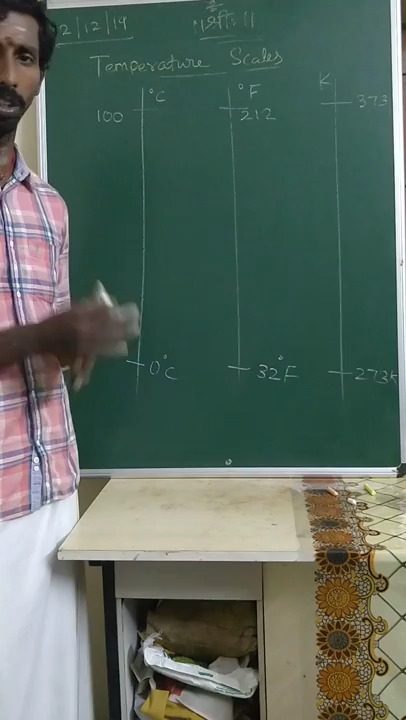 2/12/19
Temperature Scales
°C °F K
100 212 373
0°C 32°F 273K